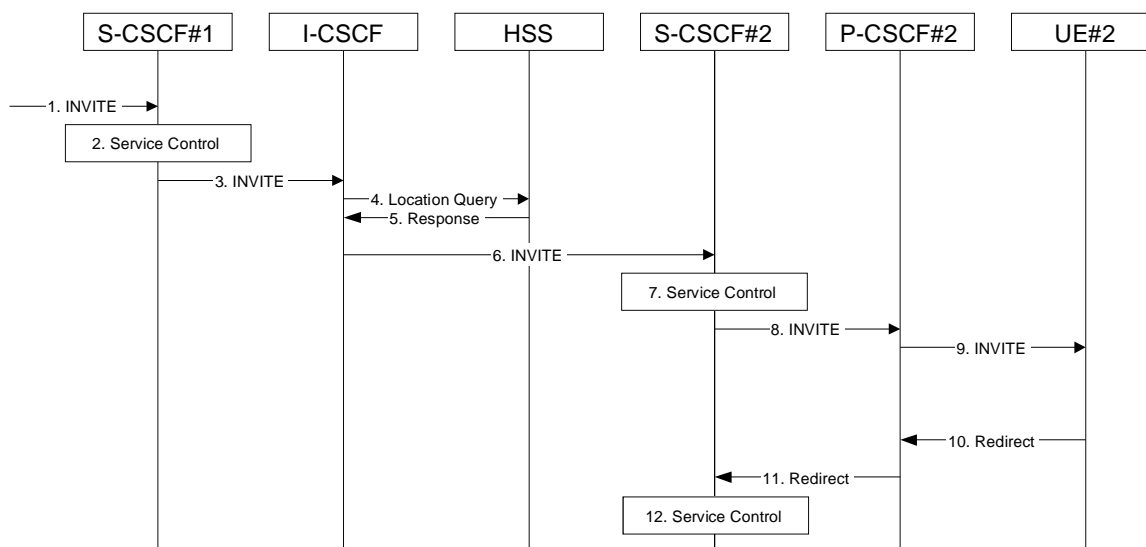 S-CSCF#1
I-CSCF
HSS
S-CSCF#2
P-CSCF#2
UE#2
1. INVITE
2. Service Control
3. INVITE
4. Location Query
5. Response
6. INVITE
7. Service Control
8. INVITE
9. INVITE
10. Redirect
11. Redirect
12. Service Control